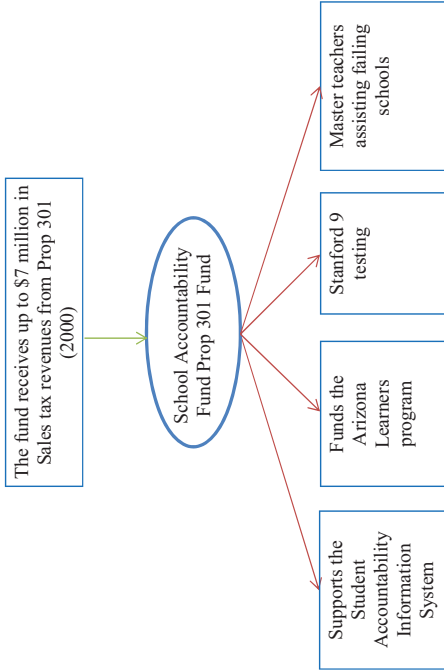 The fund receives up to $7 million in
Sales tax revenues from Prop 301
(2000)
School Accountability
Fund Prop 301 Fund
Supports the
Student
Accountability
Information
System
Funds the
Arizona
Learners
program
Stanford 9
testing
Master teachers
assisting failing
schools